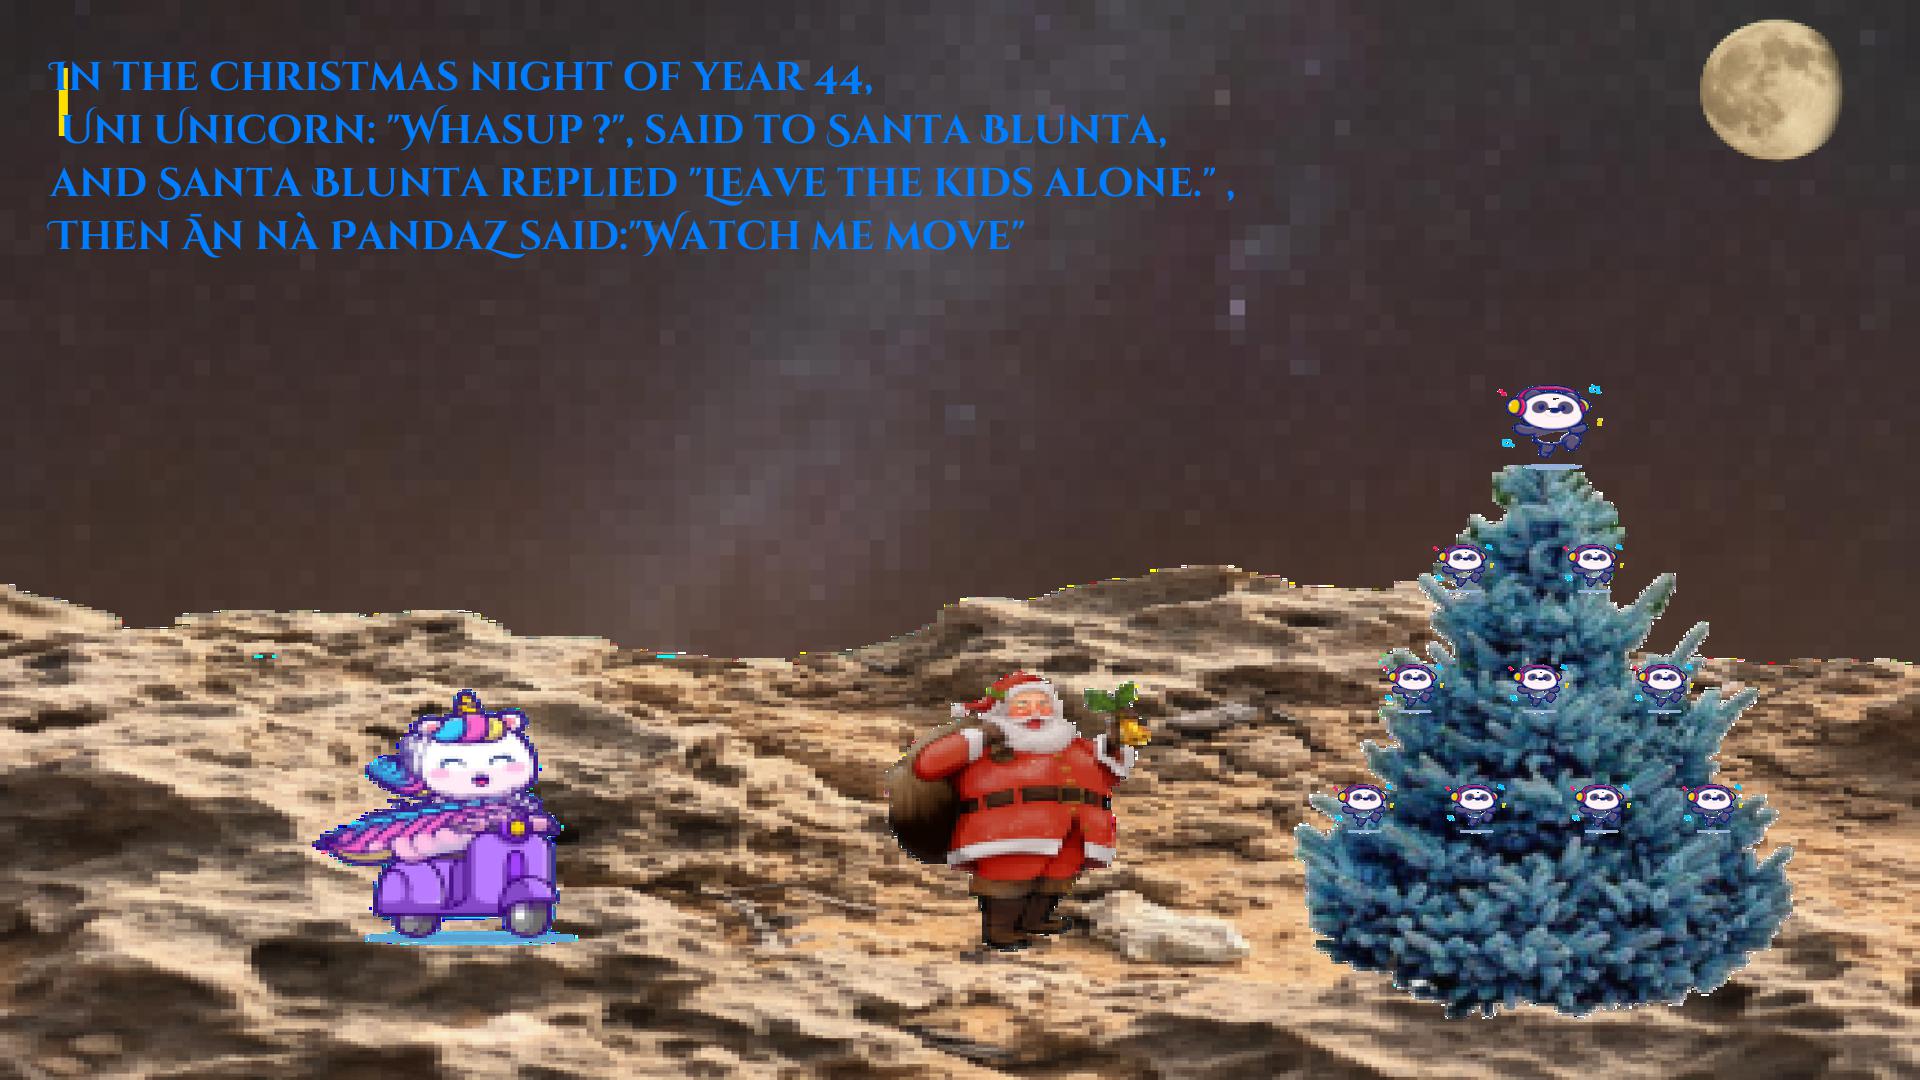 In the Christmas night of year 44,
Uni Unicorn: "Whasup ?", said to Santa Blunta,
and Santa Blunta replied "Leave the kids alone." ,
Then Ān nà PandaZ said:"Watch me move"